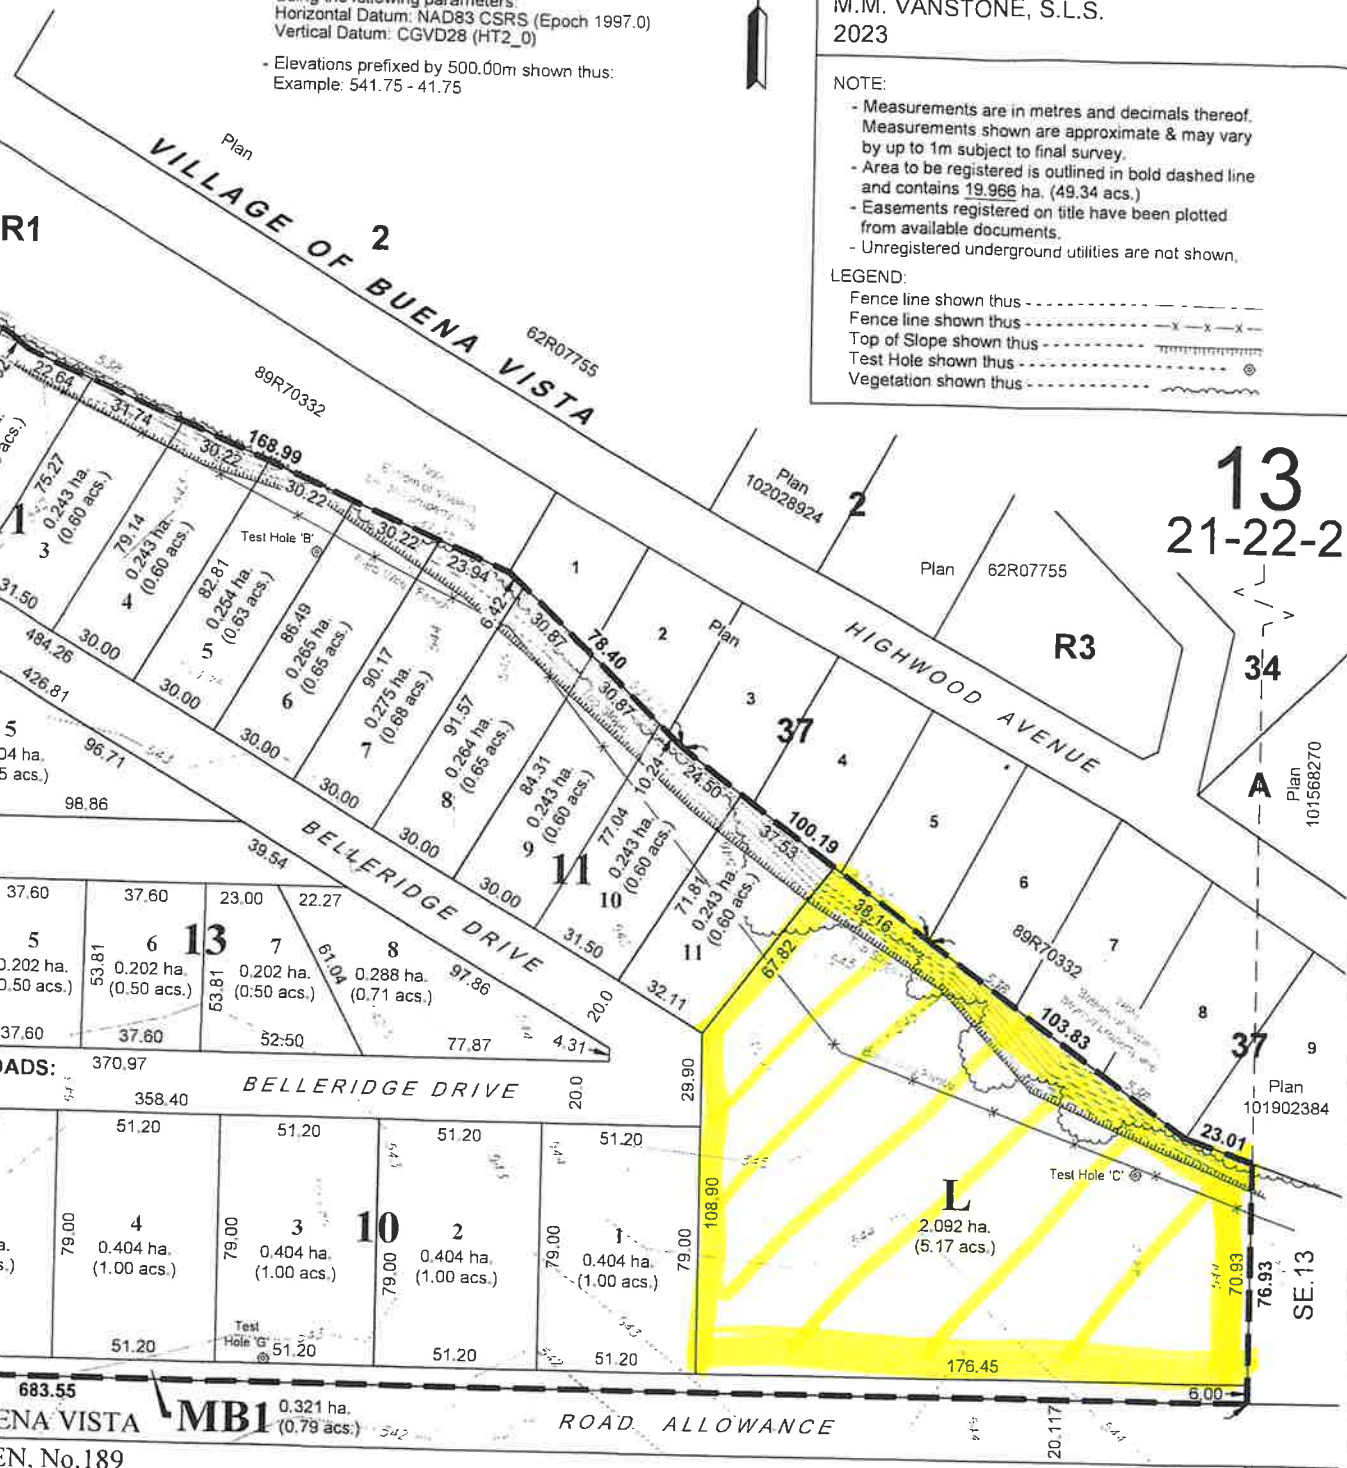 Horizontal Datum: NAD83 CSRS (Epoch 1997.0)
Vertical Datum: CGVD28 (HT2_0)
- Elevations prefixed by 500.00m shown thus:
Example: 541.75 - 41.75
M.M. VANSTONE, S.L.S.
2023
NOTE:
- Measurements are in metres and decimals thereof.
Measurements shown are approximate & may vary
by up to 1m subject to final survey.
- Area to be registered is outlined in bold dashed line
and contains 19.966 ha. (49.34 acs.)
- Easements registered on title have been plotted
from available documents.
- Unregistered underground utilities are not shown.
LEGEND:
Fence line shown thus
Fence line shown thus
Top of Slope shown thus
Test Hole shown thus
Vegetation shown thus
Plan
VILLAGE OF BUENA VISTA
R1
2
62R07755
89R70332
13
21-22-2
Plan
102028924
2
Plan 62R07755
R3
34
A
Plan
101568270
HIGHWOOD AVENUE
22.64
31.74
168.99
30.22
30.22
30.22
23.94
6.42
30.87
78.40
30.87
10.24
24.50
100.19
37.53
38.16
103.83
23.01
1
2
Plan
3
37
4
5
6
7
8
37
9
89R70332
Plan
101902384
acs.)
11
75.27
0.243 ha.
(0.60 acs.)
3
79.14
0.243 ha.
(0.60 acs.)
4
82.81
0.254 ha.
(0.63 acs.)
5
Test Hole 'B'
86.49
0.265 ha.
(0.65 acs.)
6
90.17
0.275 ha.
(0.68 acs.)
7
91.57
0.264 ha.
(0.65 acs.)
8
84.31
0.243 ha.
(0.60 acs.)
9
77.04
0.243 ha.
(0.60 acs.)
10
71.81
0.243 ha.
(0.60 acs.)
11
67.82
31.50
30.00
30.00
30.00
30.00
30.00
30.00
31.50
32.11
484.26
426.81
96.71
98.86
39.54
BELLERIDGE DRIVE
5
04 ha.
5 acs.)
37.60
37.60
23.00
22.27
5
0.202 ha.
0.50 acs.)
53.81
6
0.202 ha.
(0.50 acs.)
13
53.81
7
0.202 ha.
(0.50 acs.)
61.04
8
0.288 ha.
(0.71 acs.)
97.86
20.0
37.60
37.60
52.50
77.87
4.31
OADS:
370.97
BELLERIDGE DRIVE
20.0
29.90
358.40
51.20
51.20
51.20
51.20
79.00
4
0.404 ha.
(1.00 acs.)
79.00
3
0.404 ha.
(1.00 acs.)
10
79.00
2
0.404 ha.
(1.00 acs.)
79.00
1
0.404 ha.
(1.00 acs.)
79.00
108.90
Test Hole 'C'
L
2.092 ha.
(5.17 acs.)
70.93
76.93
SE.13
Test
Hole 'G'
51.20
51.20
51.20
51.20
176.45
6.00
683.55
ENA VISTA
MB1 0.321 ha.
(0.79 acs.)
ROAD ALLOWANCE
20.117
EN, No.189